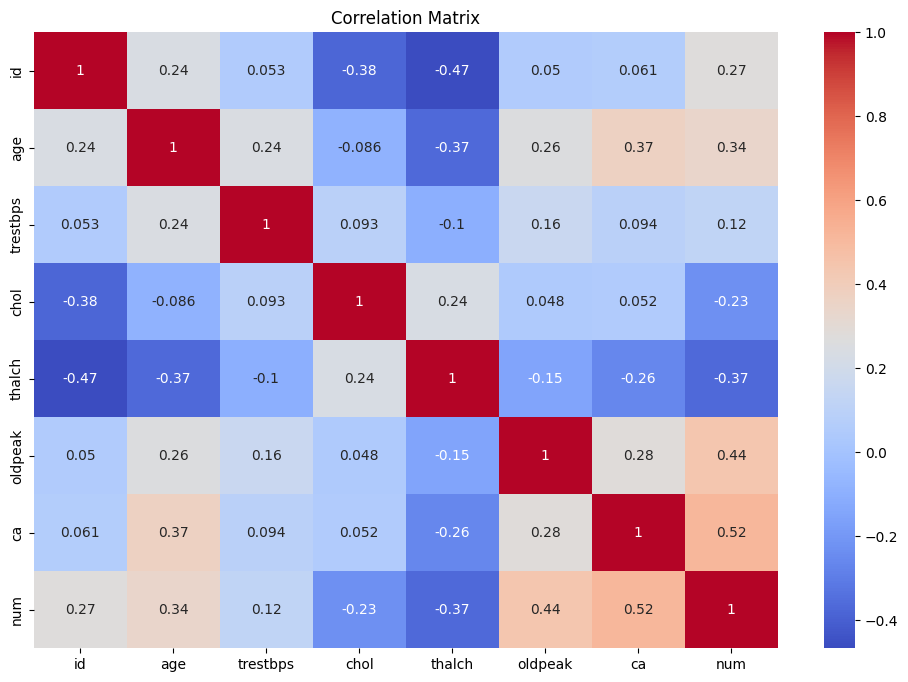 Correlation Matrix
id 1 0.24 0.053 -0.38 -0.47 0.05 0.061 0.27
age 0.24 1 0.24 -0.086 -0.37 0.26 0.37 0.34
trestbps 0.053 0.24 1 0.093 -0.1 0.16 0.094 0.12
chol -0.38 -0.086 0.093 1 0.24 0.048 0.052 -0.23
thalch -0.47 -0.37 -0.1 0.24 1 -0.15 -0.26 -0.37
oldpeak 0.05 0.26 0.16 0.048 -0.15 1 0.28 0.44
ca 0.061 0.37 0.094 0.052 -0.26 0.28 1 0.52
num 0.27 0.34 0.12 -0.23 -0.37 0.44 0.52 1
id age trestbps chol thalch oldpeak ca num
1.0
0.8
0.6
0.4
0.2
0.0
−0.2
−0.4